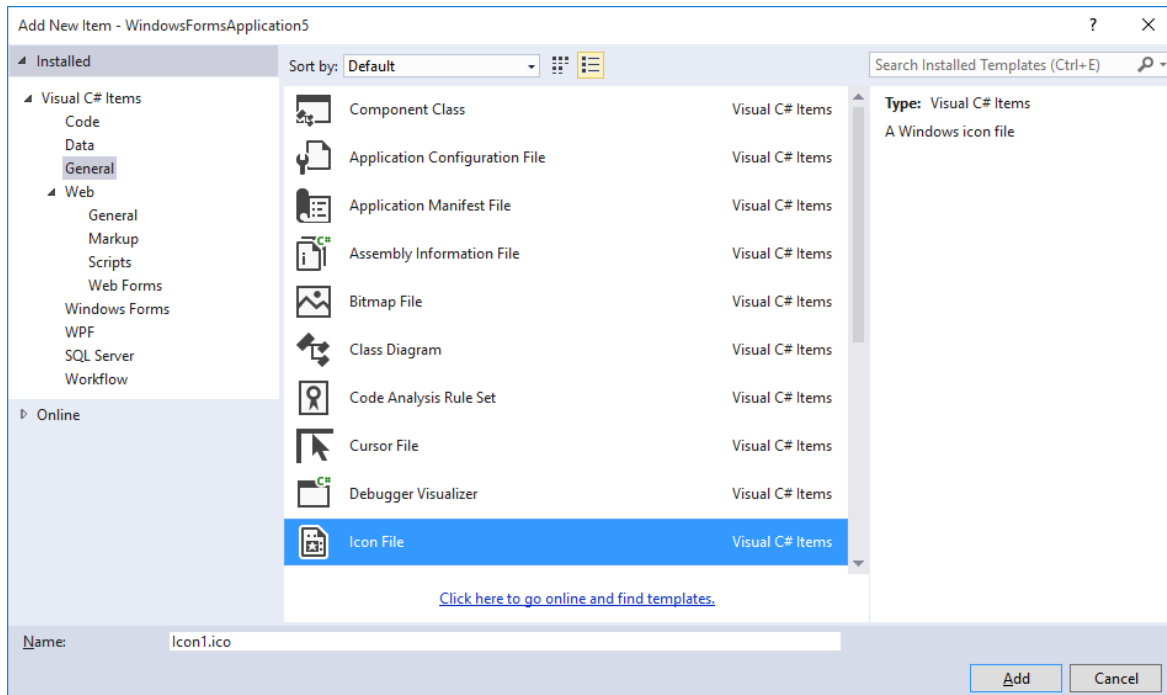 Add New Item - WindowsFormsApplication5
?
Installed
Sort by: Default
Search Installed Templates (Ctrl+E)
Visual C# Items
Code
Data
General
Web
General
Markup
Scripts
Web Forms
Windows Forms
WPF
SQL Server
Workflow
Online
Component Class Visual C# Items
Application Configuration File Visual C# Items
Application Manifest File Visual C# Items
C#
Assembly Information File Visual C# Items
Bitmap File Visual C# Items
Class Diagram Visual C# Items
Code Analysis Rule Set Visual C# Items
Cursor File Visual C# Items
C#
Debugger Visualizer Visual C# Items
Icon File Visual C# Items
Click here to go online and find templates.
Type: Visual C# Items
A Windows icon file
Name: Icon1.ico
Add Cancel